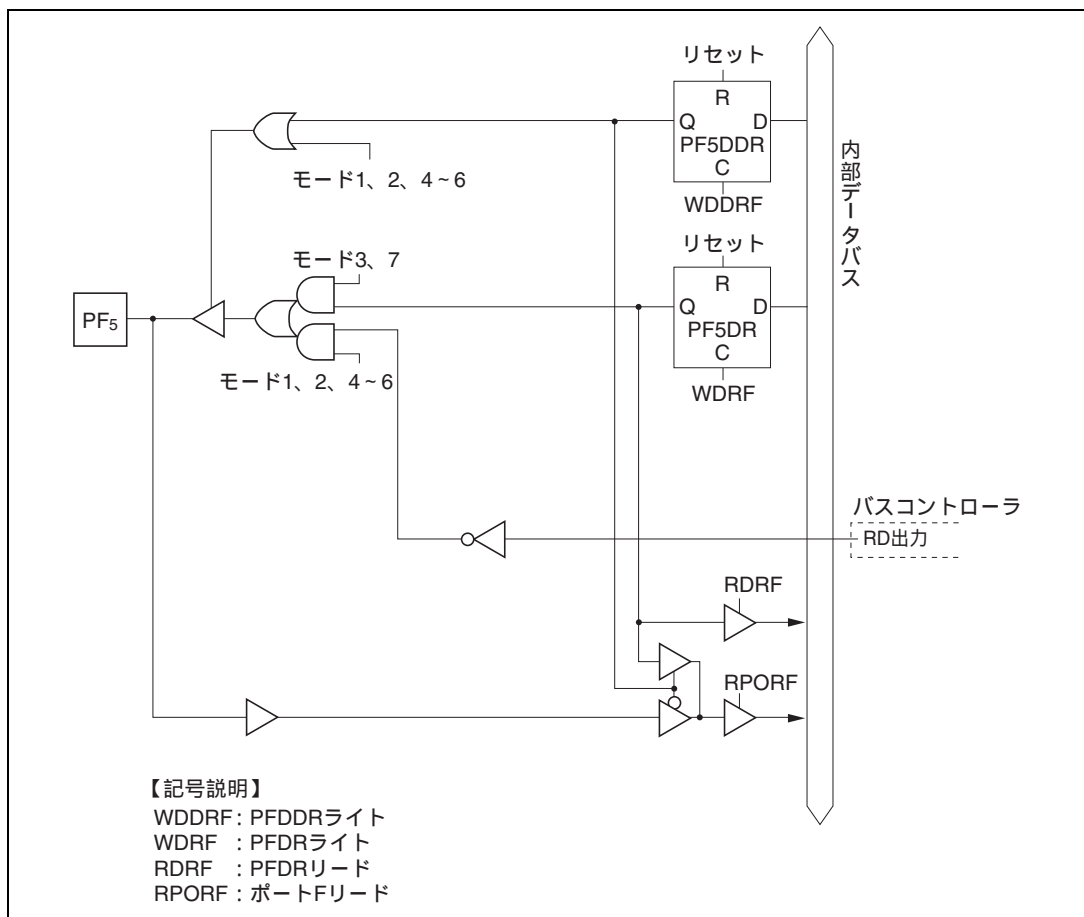 リセット
R
Q D
PF5DDR
C
WDDRF
モード1、2、4~6
内部データバス
リセット
R
Q D
PF5DR
C
WDRF
モード3、7
PF5
モード1、2、4~6
バスコントローラ
RD出力
RDRF
RPORF
【記号説明】
WDDRF : PFDDRライト
WDRF : PFDRライト
RDRF : PFDRリード
RPORF : ポートFリード